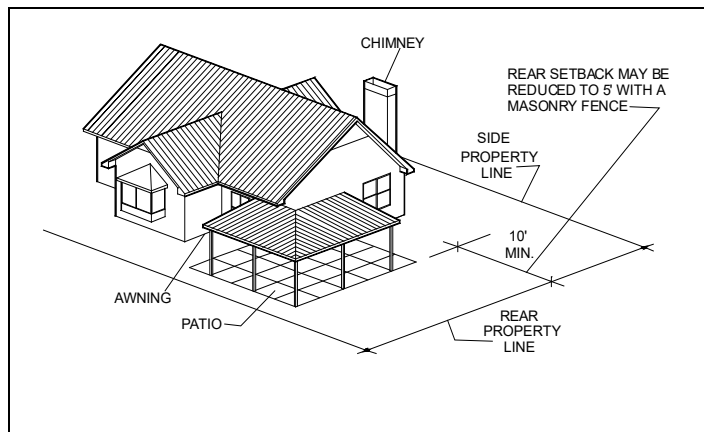 CHIMNEY
REAR SETBACK MAY BE
REDUCED TO 5' WITH A
MASONRY FENCE
SIDE
PROPERTY
LINE
10'
MIN.
AWNING
PATIO
REAR
PROPERTY
LINE